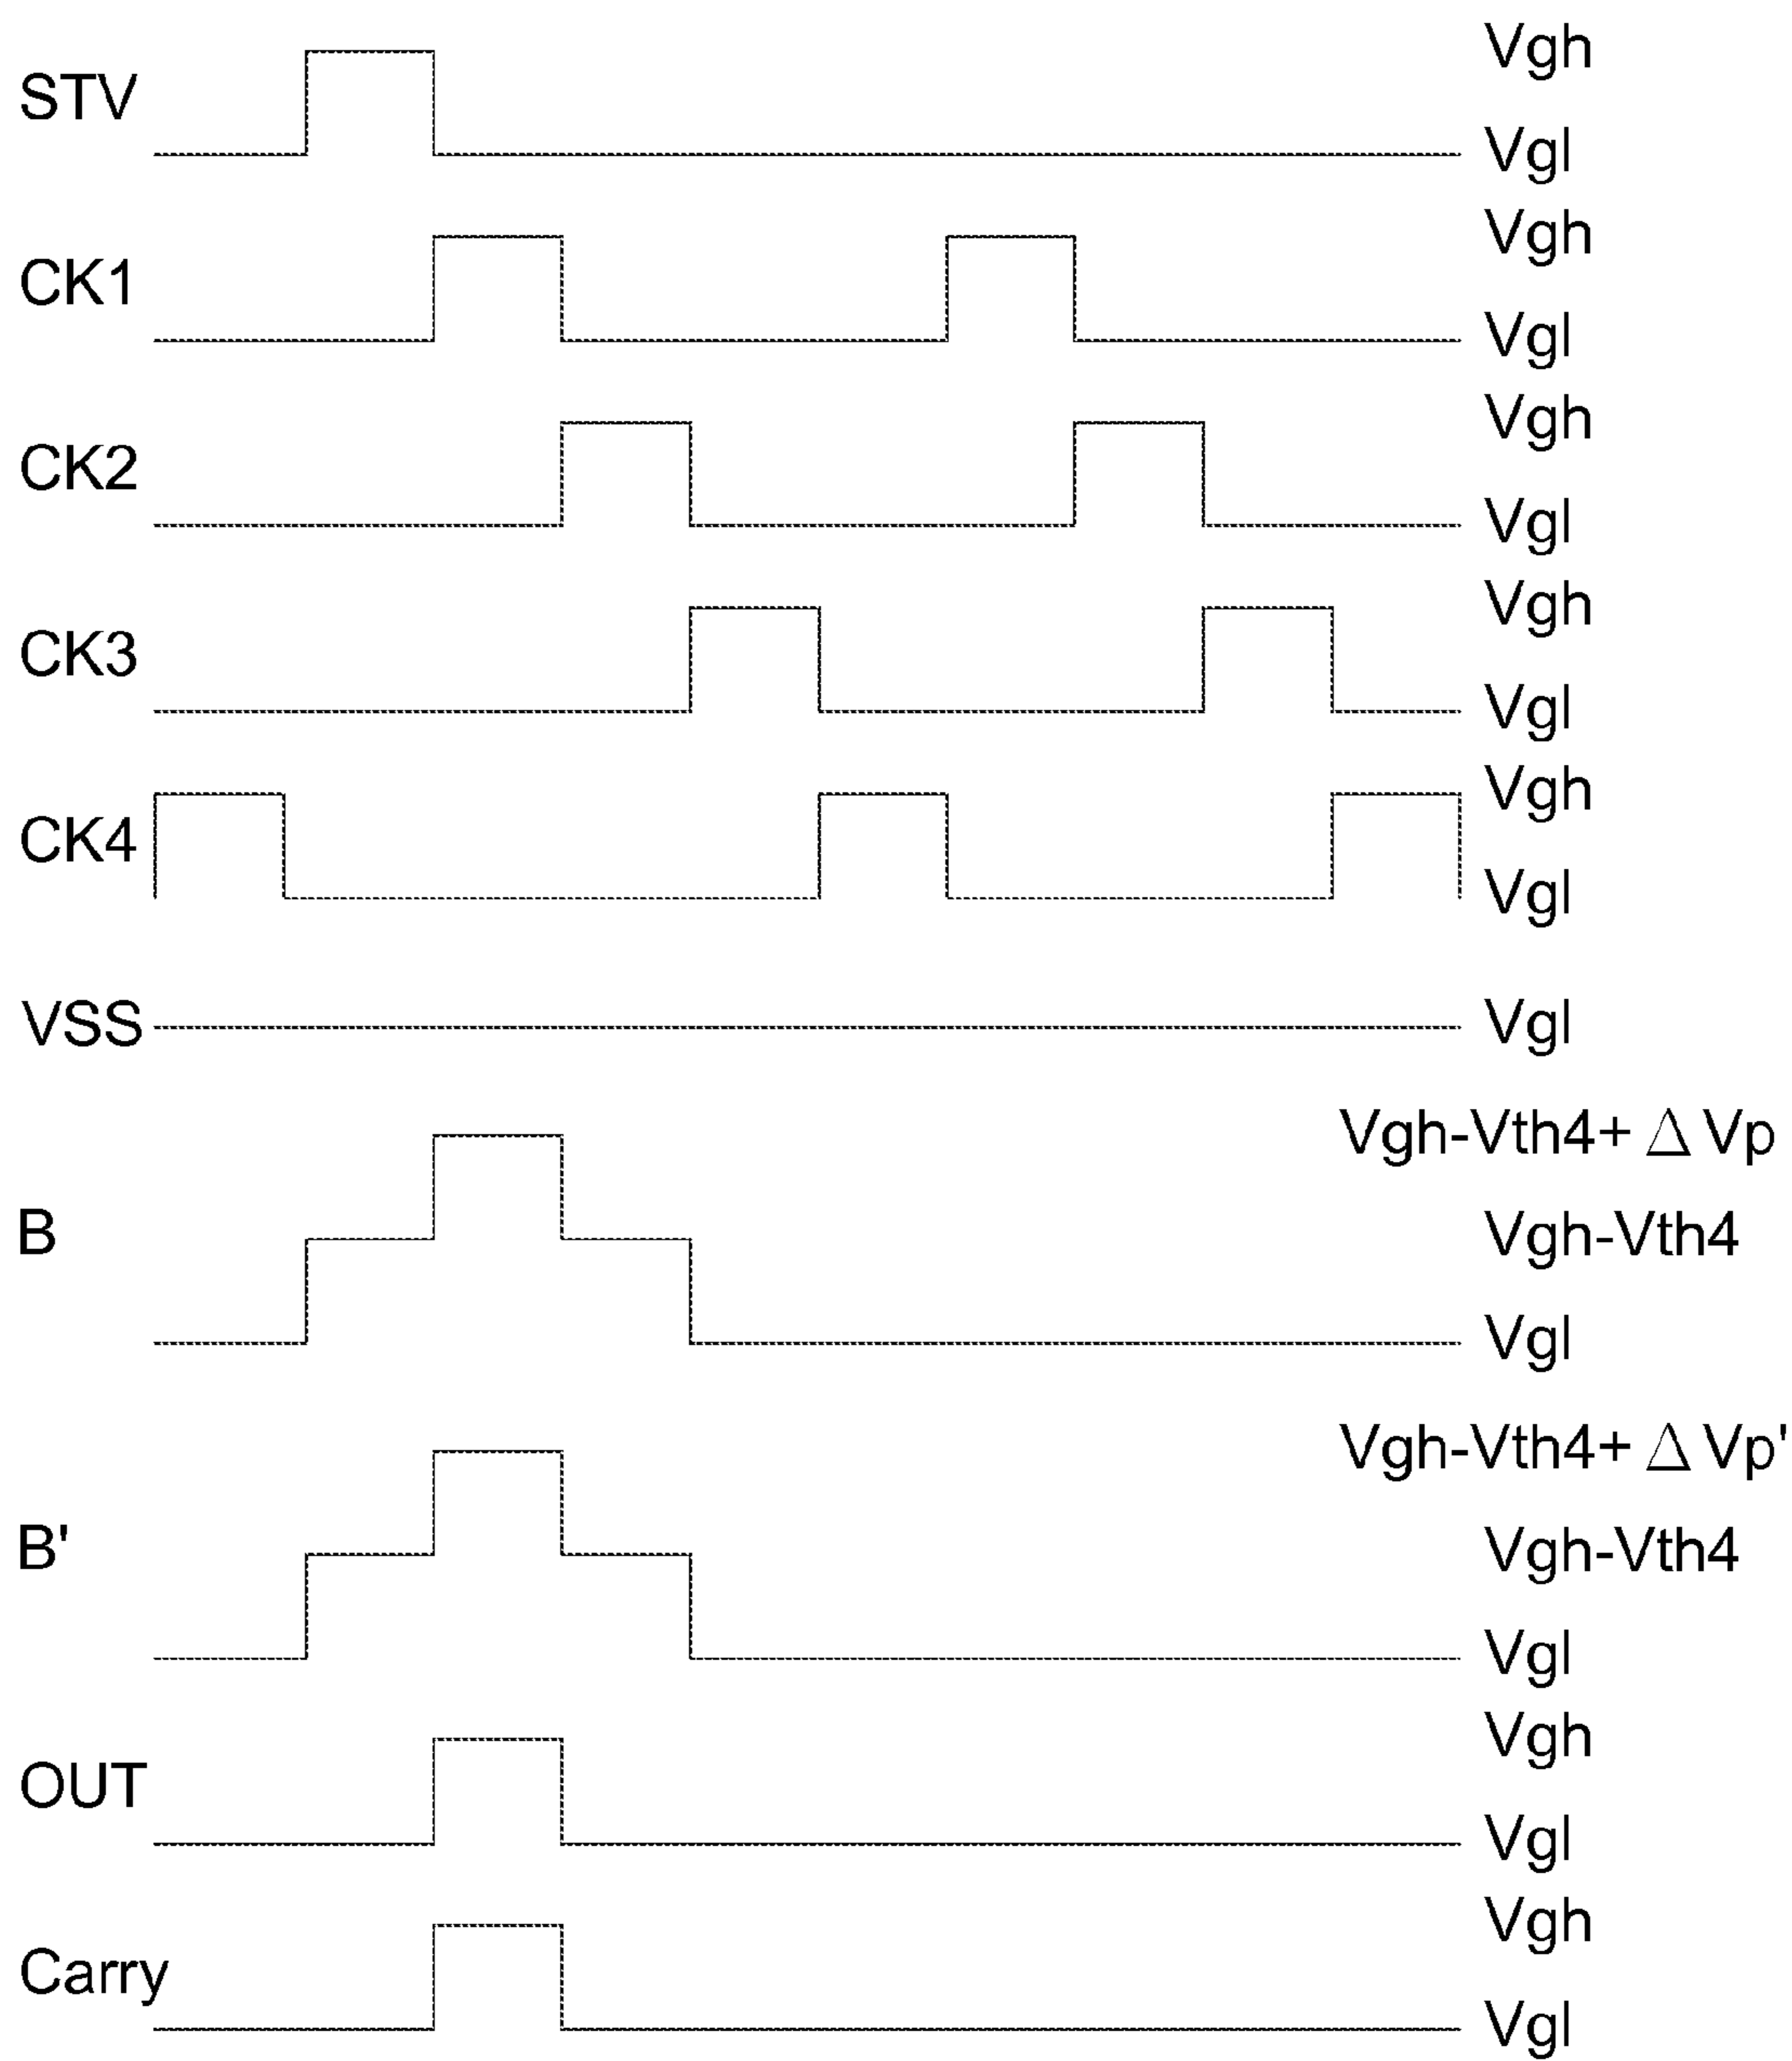 STV
Vgh
Vgl
CK1
Vgh
Vgl
CK2
Vgh
Vgl
CK3
Vgh
Vgl
CK4
Vgh
Vgl
VSS
Vgl
B
Vgh-Vth4+ΔVp
Vgh-Vth4
Vgl
B'
Vgh-Vth4+ΔVp'
Vgh-Vth4
Vgl
OUT
Vgh
Vgl
Carry
Vgh
Vgl